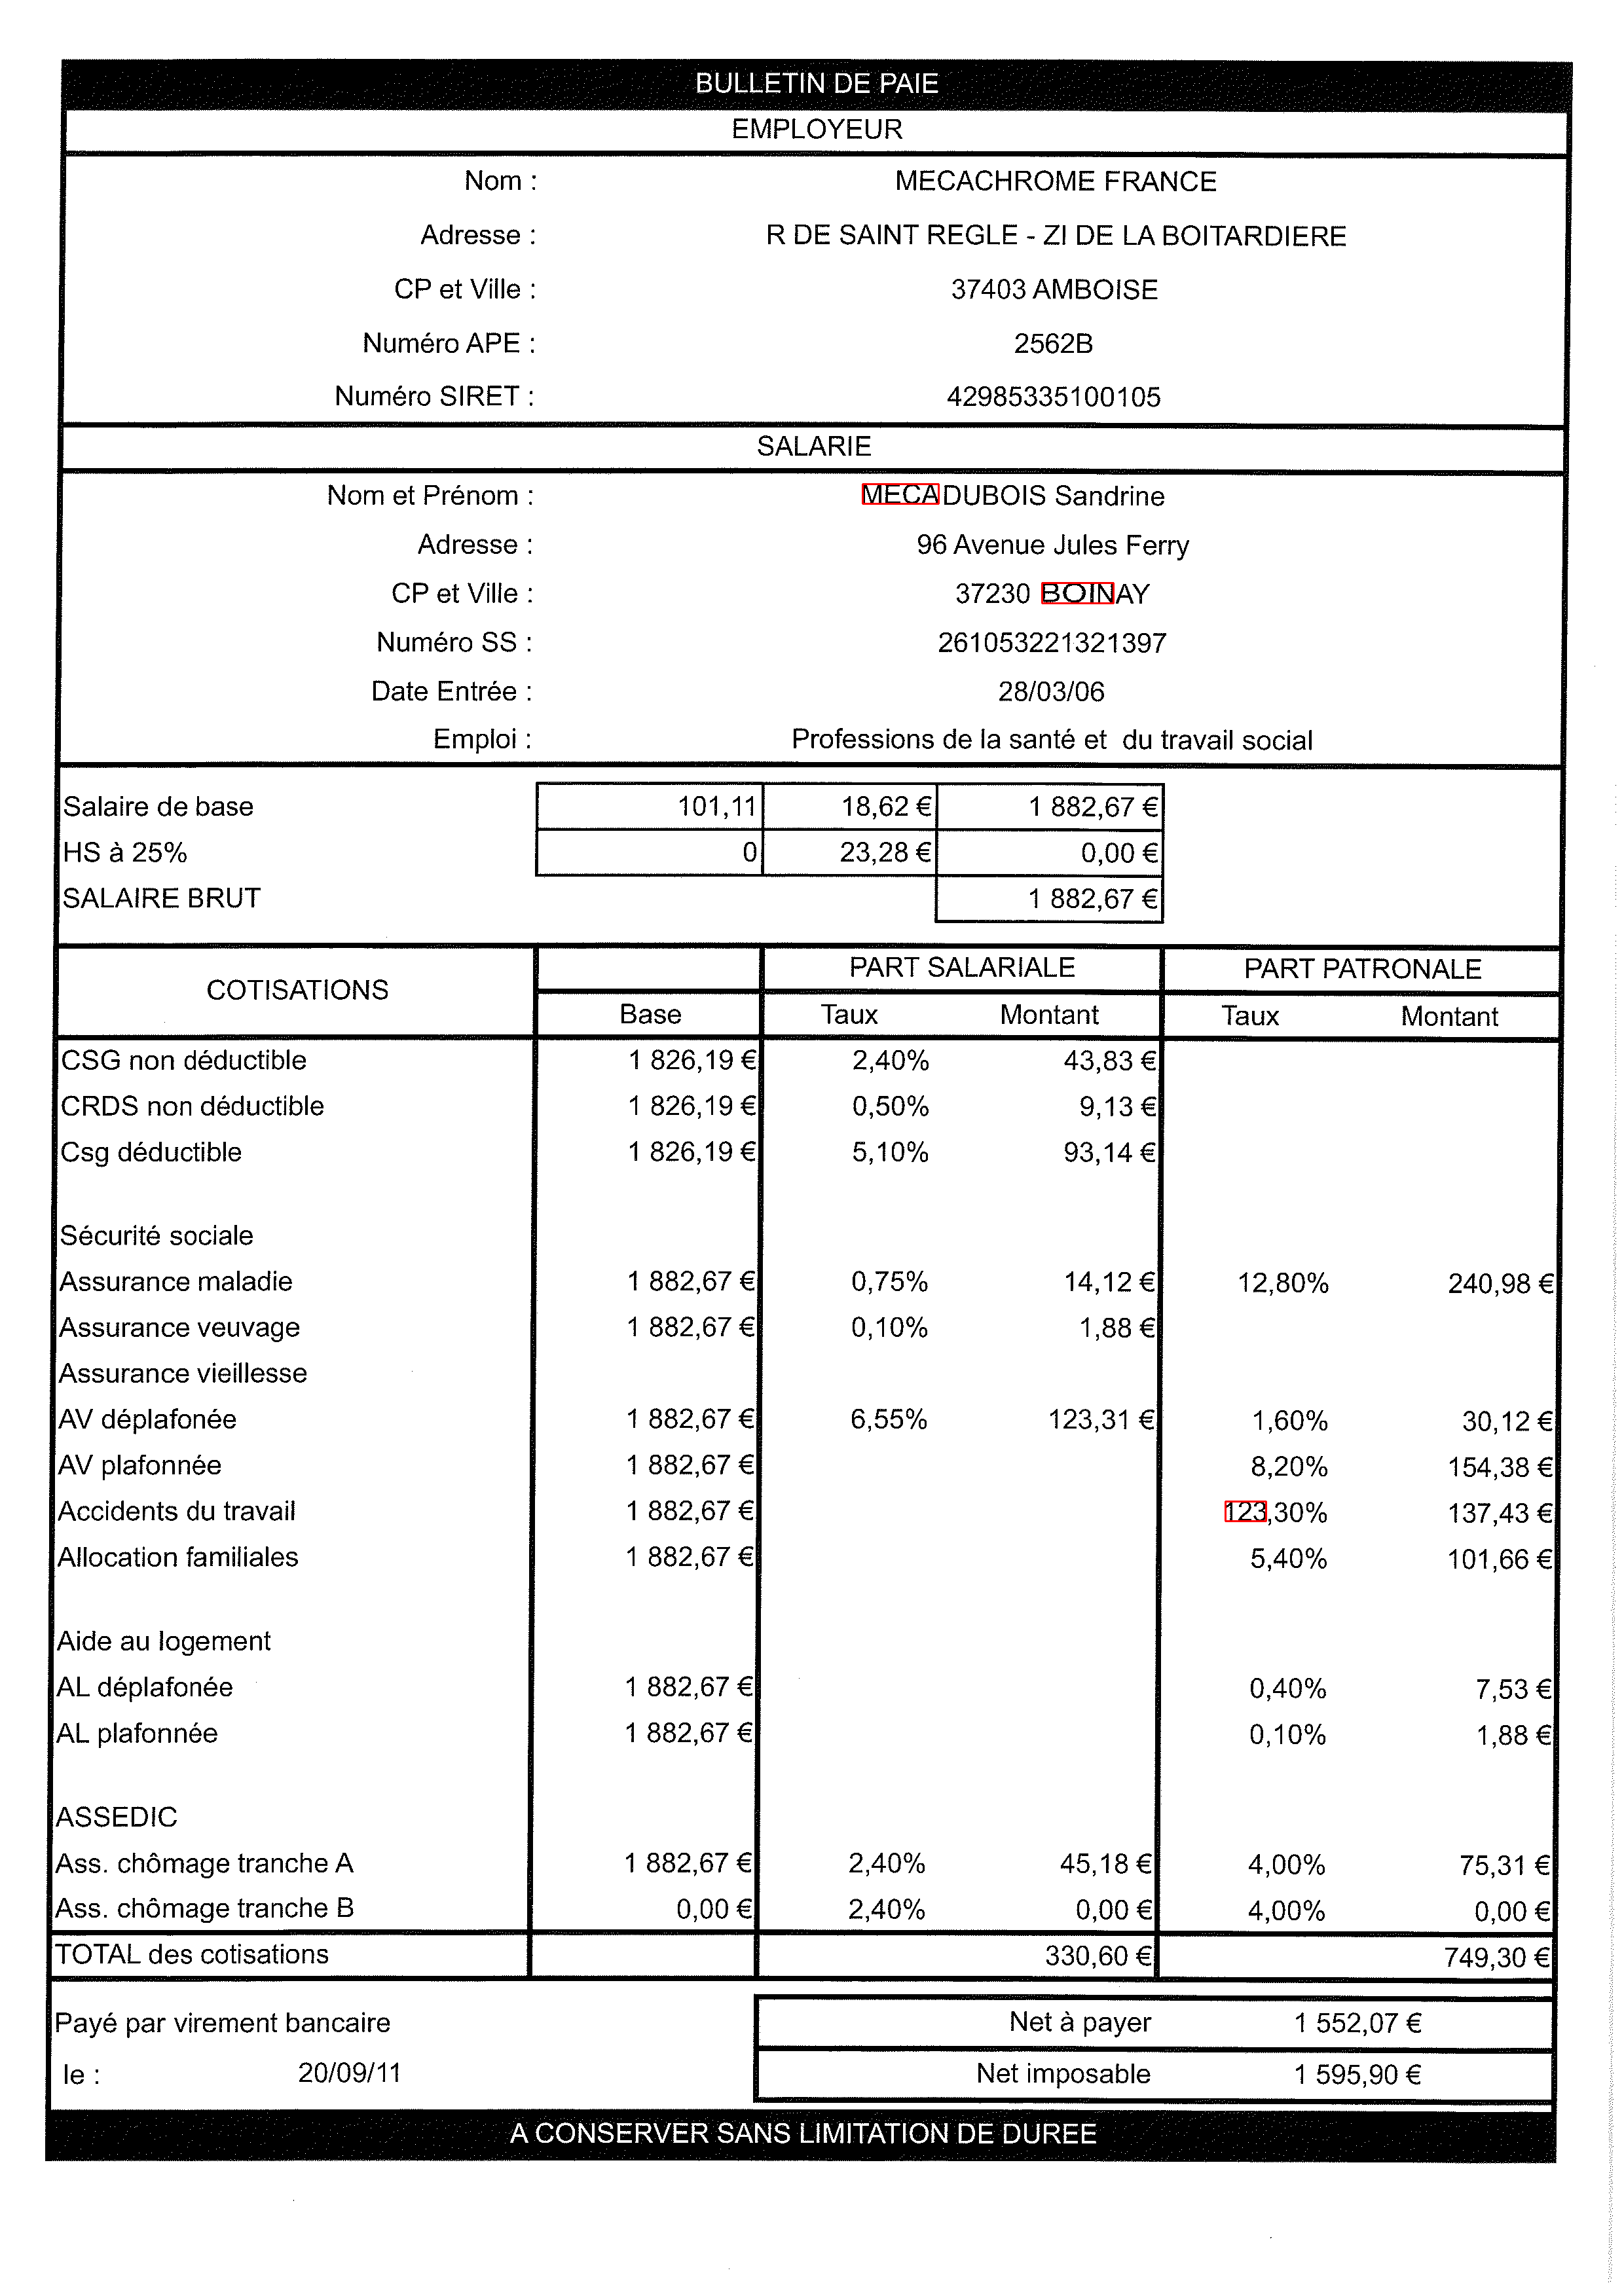 BULLETIN DE PAIE
EMPLOYEUR
Nom : MECACHROME FRANCE
Adresse : R DE SAINT REGLE - ZI DE LA BOITARDIERE
CP et Ville : 37403 AMBOISE
Numéro APE : 2562B
Numéro SIRET : 42985335100105
SALARIE
Nom et Prénom : MECADUBOIS Sandrine
Adresse : 96 Avenue Jules Ferry
CP et Ville : 37230 BOINAY
Numéro SS : 261053221321397
Date Entrée : 28/03/06
Emploi : Professions de la santé et du travail social
Salaire de base 101,11 18,62 € 1 882,67 €
HS à 25% 0 23,28 € 0,00 €
SALAIRE BRUT 1 882,67 €
COTISATIONS PART SALARIALE PART PATRONALE
Base Taux Montant Taux Montant
CSG non déductible 1 826,19 € 2,40% 43,83 €
CRDS non déductible 1 826,19 € 0,50% 9,13 €
Csg déductible 1 826,19 € 5,10% 93,14 €
Sécurité sociale
Assurance maladie 1 882,67 € 0,75% 14,12 € 12,80% 240,98 €
Assurance veuvage 1 882,67 € 0,10% 1,88 €
Assurance vieillesse
AV déplafonée 1 882,67 € 6,55% 123,31 € 1,60% 30,12 €
AV plafonnée 1 882,67 € 8,20% 154,38 €
Accidents du travail 1 882,67 € 123,30% 137,43 €
Allocation familiales 1 882,67 € 5,40% 101,66 €
Aide au logement
AL déplafonée 1 882,67 € 0,40% 7,53 €
AL plafonnée 1 882,67 € 0,10% 1,88 €
ASSEDIC
Ass. chômage tranche A 1 882,67 € 2,40% 45,18 € 4,00% 75,31 €
Ass. chômage tranche B 0,00 € 2,40% 0,00 € 4,00% 0,00 €
TOTAL des cotisations 330,60 € 749,30 €
Payé par virement bancaire Net à payer 1 552,07 €
le : 20/09/11 Net imposable 1 595,90 €
A CONSERVER SANS LIMITATION DE DUREE